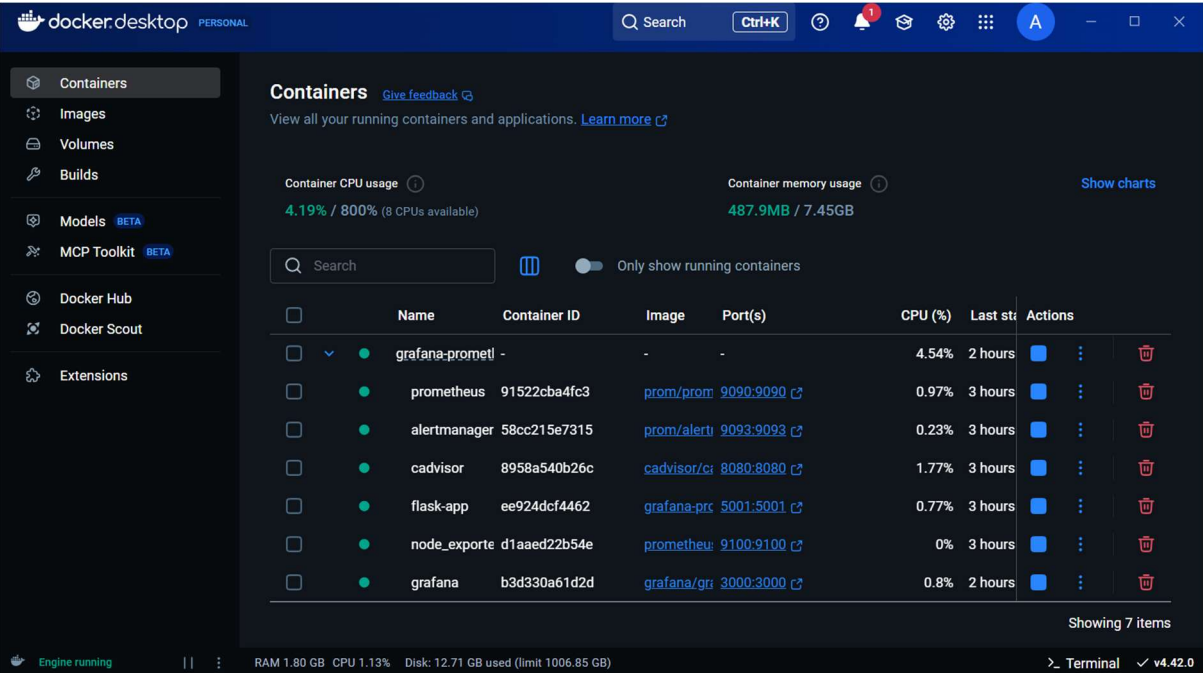 docker.desktop PERSONAL
Search Ctrl+K
1
A
Containers
Images
Volumes
Builds
Models BETA
MCP Toolkit BETA
Docker Hub
Docker Scout
Extensions
Containers Give feedback
View all your running containers and applications. Learn more
Container CPU usage
4.19% / 800% (8 CPUs available)
Container memory usage
487.9MB / 7.45GB
Show charts
Search
Only show running containers
Name Container ID Image Port(s) CPU (%) Last sta Actions
grafana-prometl - - - 4.54% 2 hours
prometheus 91522cba4fc3 prom/prom 9090:9090 0.97% 3 hours
alertmanager 58cc215e7315 prom/alertı 9093:9093 0.23% 3 hours
cadvisor 8958a540b26c cadvisor/ca 8080:8080 1.77% 3 hours
flask-app ee924dcf4462 grafana-prc 5001:5001 0.77% 3 hours
node_exporte d1aaed22b54e prometheu: 9100:9100 0% 3 hours
grafana b3d330a61d2d grafana/gra 3000:3000 0.8% 2 hours
Showing 7 items
Engine running
RAM 1.80 GB CPU 1.13% Disk: 12.71 GB used (limit 1006.85 GB)
>_ Terminal v4.42.0